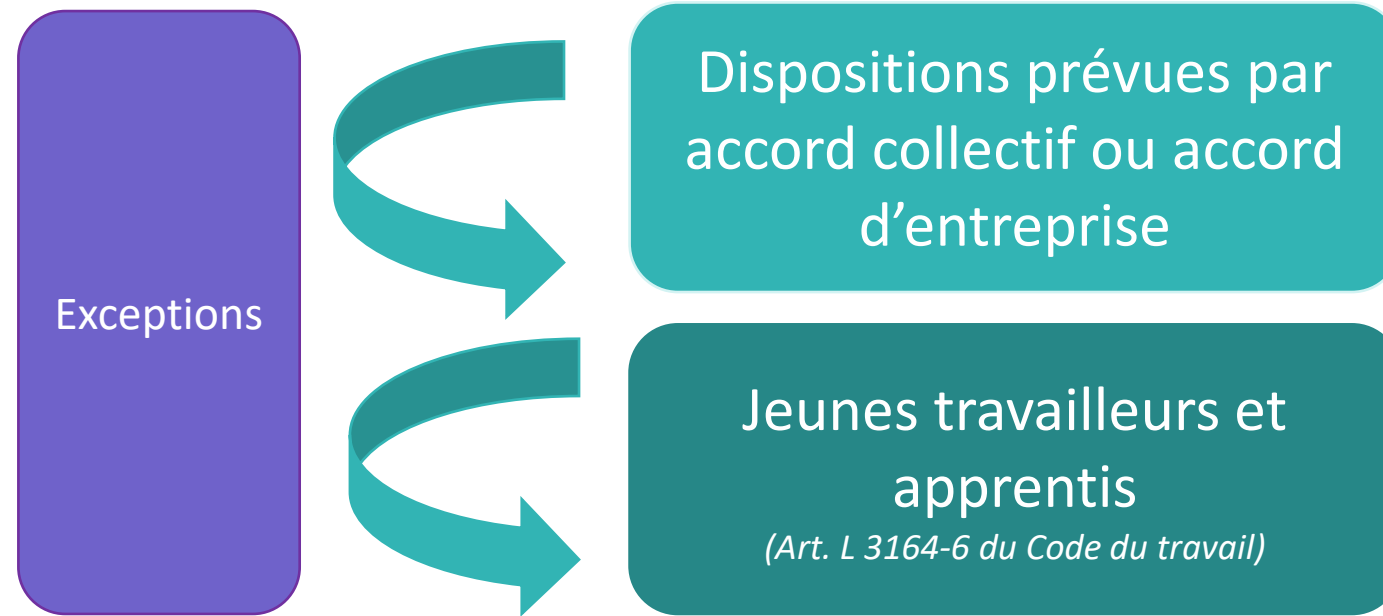 Exceptions
Dispositions prévues par
accord collectif ou accord
d’entreprise
Jeunes travailleurs et
apprentis
(Art. L 3164-6 du Code du travail)